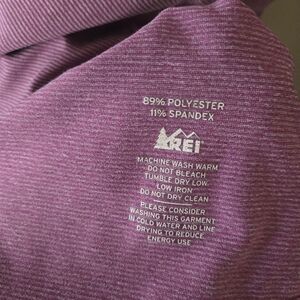 89% POLYESTER
11% SPANDEX
REI
MACHINE WASH WARM
DO NOT BLEACH
TUMBLE DRY LOW
LOW IRON
DO NOT DRY CLEAN
PLEASE CONSIDER
WASHING THIS GARMENT
IN COLD WATER AND LINE
DRYING TO REDUCE
ENERGY USE